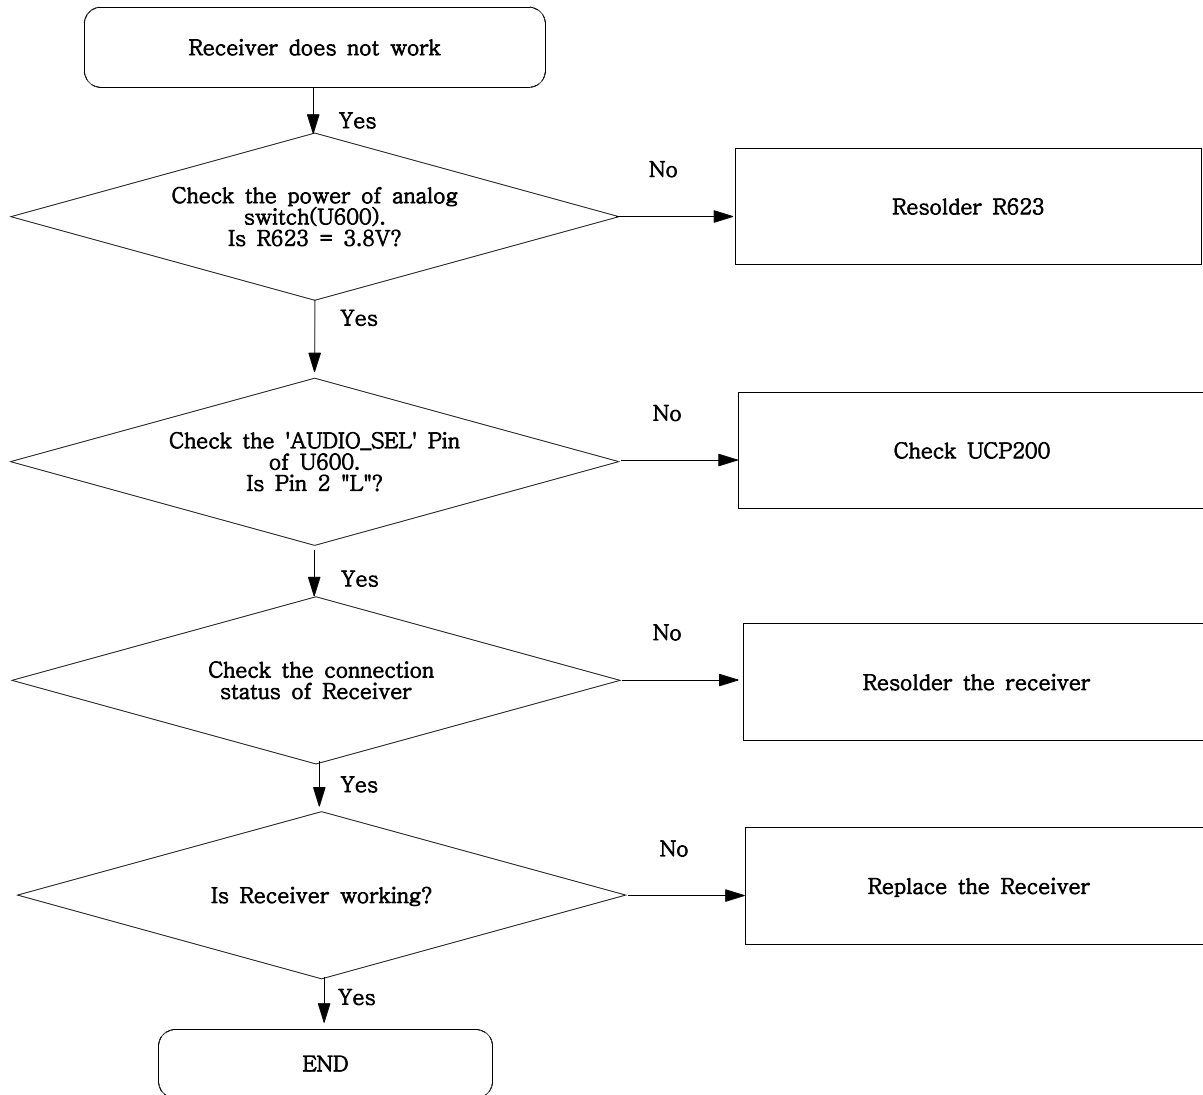 Receiver does not work
Yes
Check the power of analog
switch(U600).
Is R623 = 3.8V?
No
Resolder R623
Yes
Check the 'AUDIO_SEL' Pin
of U600.
Is Pin 2 "L"?
No
Check UCP200
Yes
Check the connection
status of Receiver
No
Resolder the receiver
Yes
Is Receiver working?
No
Replace the Receiver
Yes
END